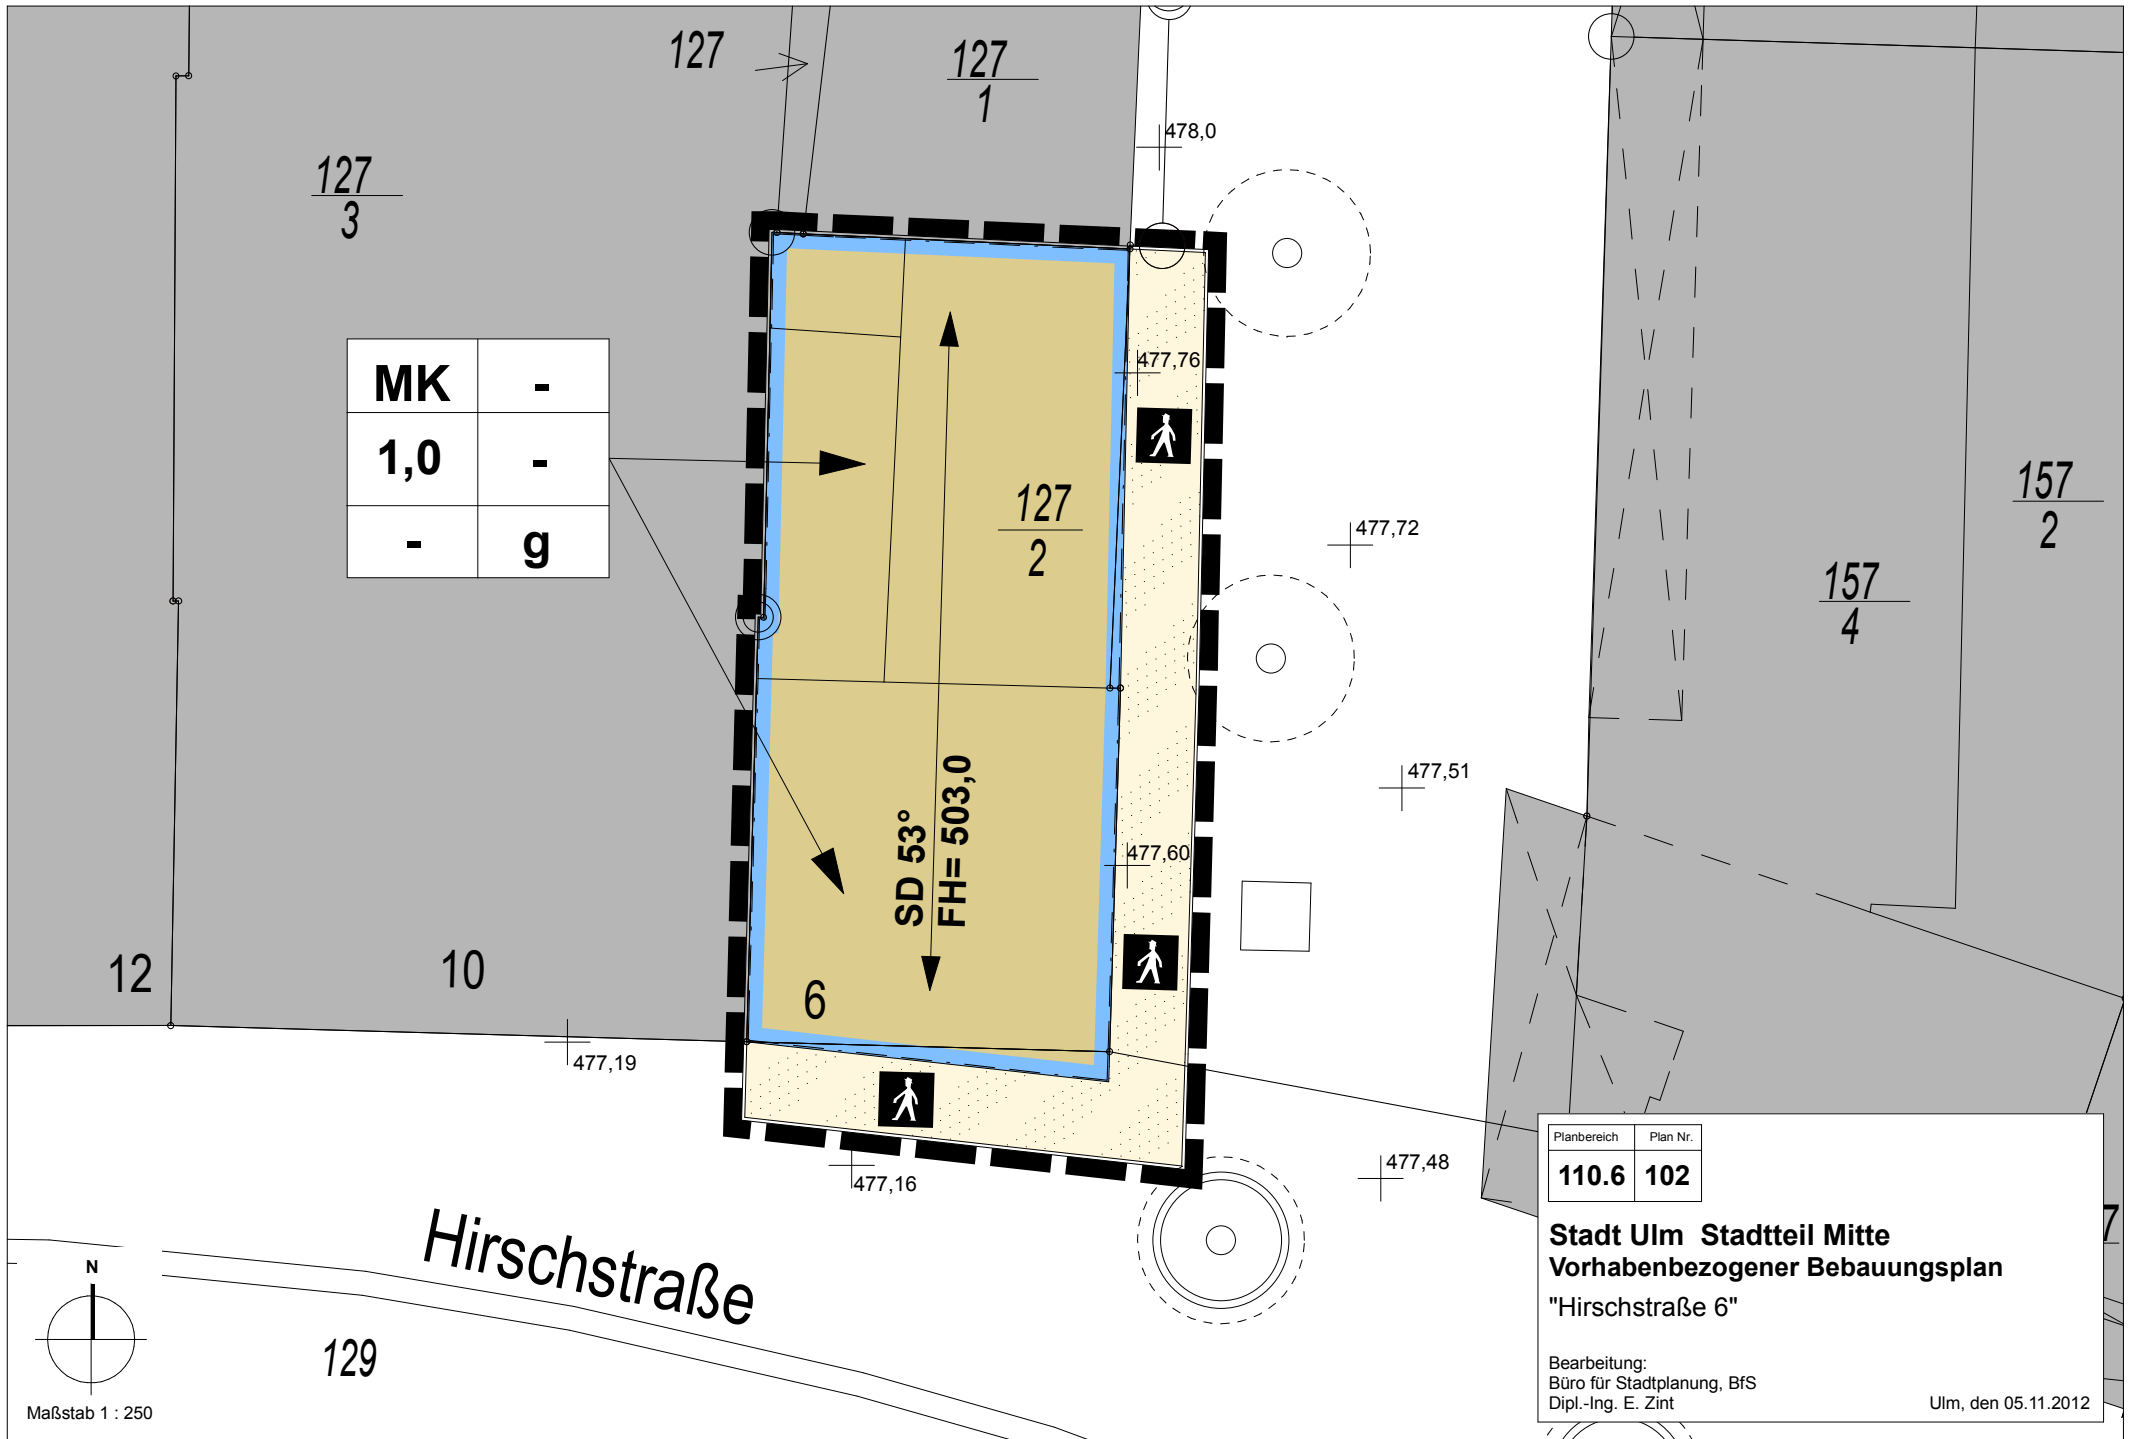 127
127
1
478,0
127
3
MK -
1,0 -
- g
477,76
127
2
477,72
157
2
157
4
477,51
SD 53°
FH= 503,0
477,60
12
10
6
477,19
477,16
477,48
Hirschstraße
129
N
Maßstab 1 : 250
Planbereich Plan Nr.
110.6 102
Stadt Ulm Stadtteil Mitte
Vorhabenbezogener Bebauungsplan
"Hirschstraße 6"
Bearbeitung:
Büro für Stadtplanung, BfS
Dipl.-Ing. E. Zint
Ulm, den 05.11.2012
7